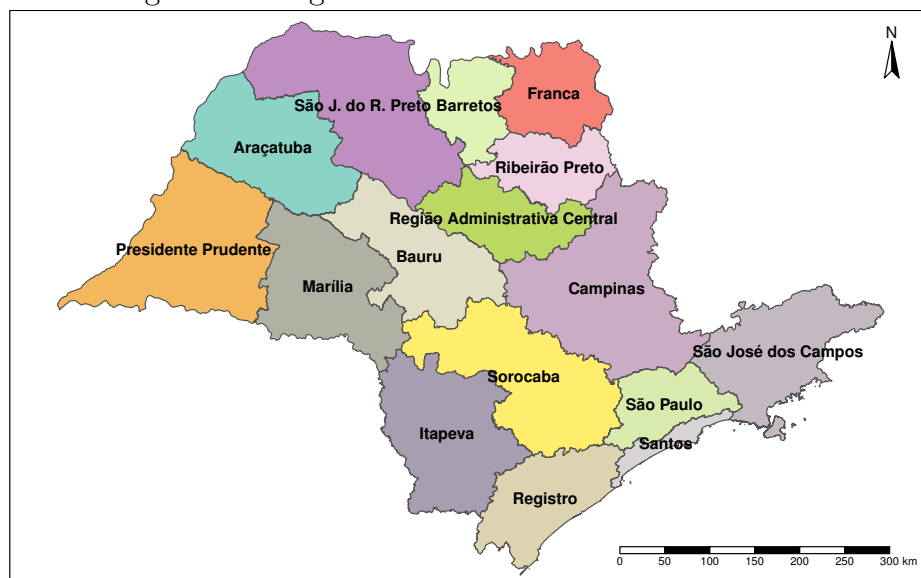 N
Franca
São J. do R. Preto
Barretos
Araçatuba
Ribeirão Preto
Região Administrativa Central
Presidente Prudente
Bauru
Marília
Campinas
São José dos Campos
Sorocaba
São Paulo
Itapeva
Santos
Registro
0 50 100 150 200 250 300 km